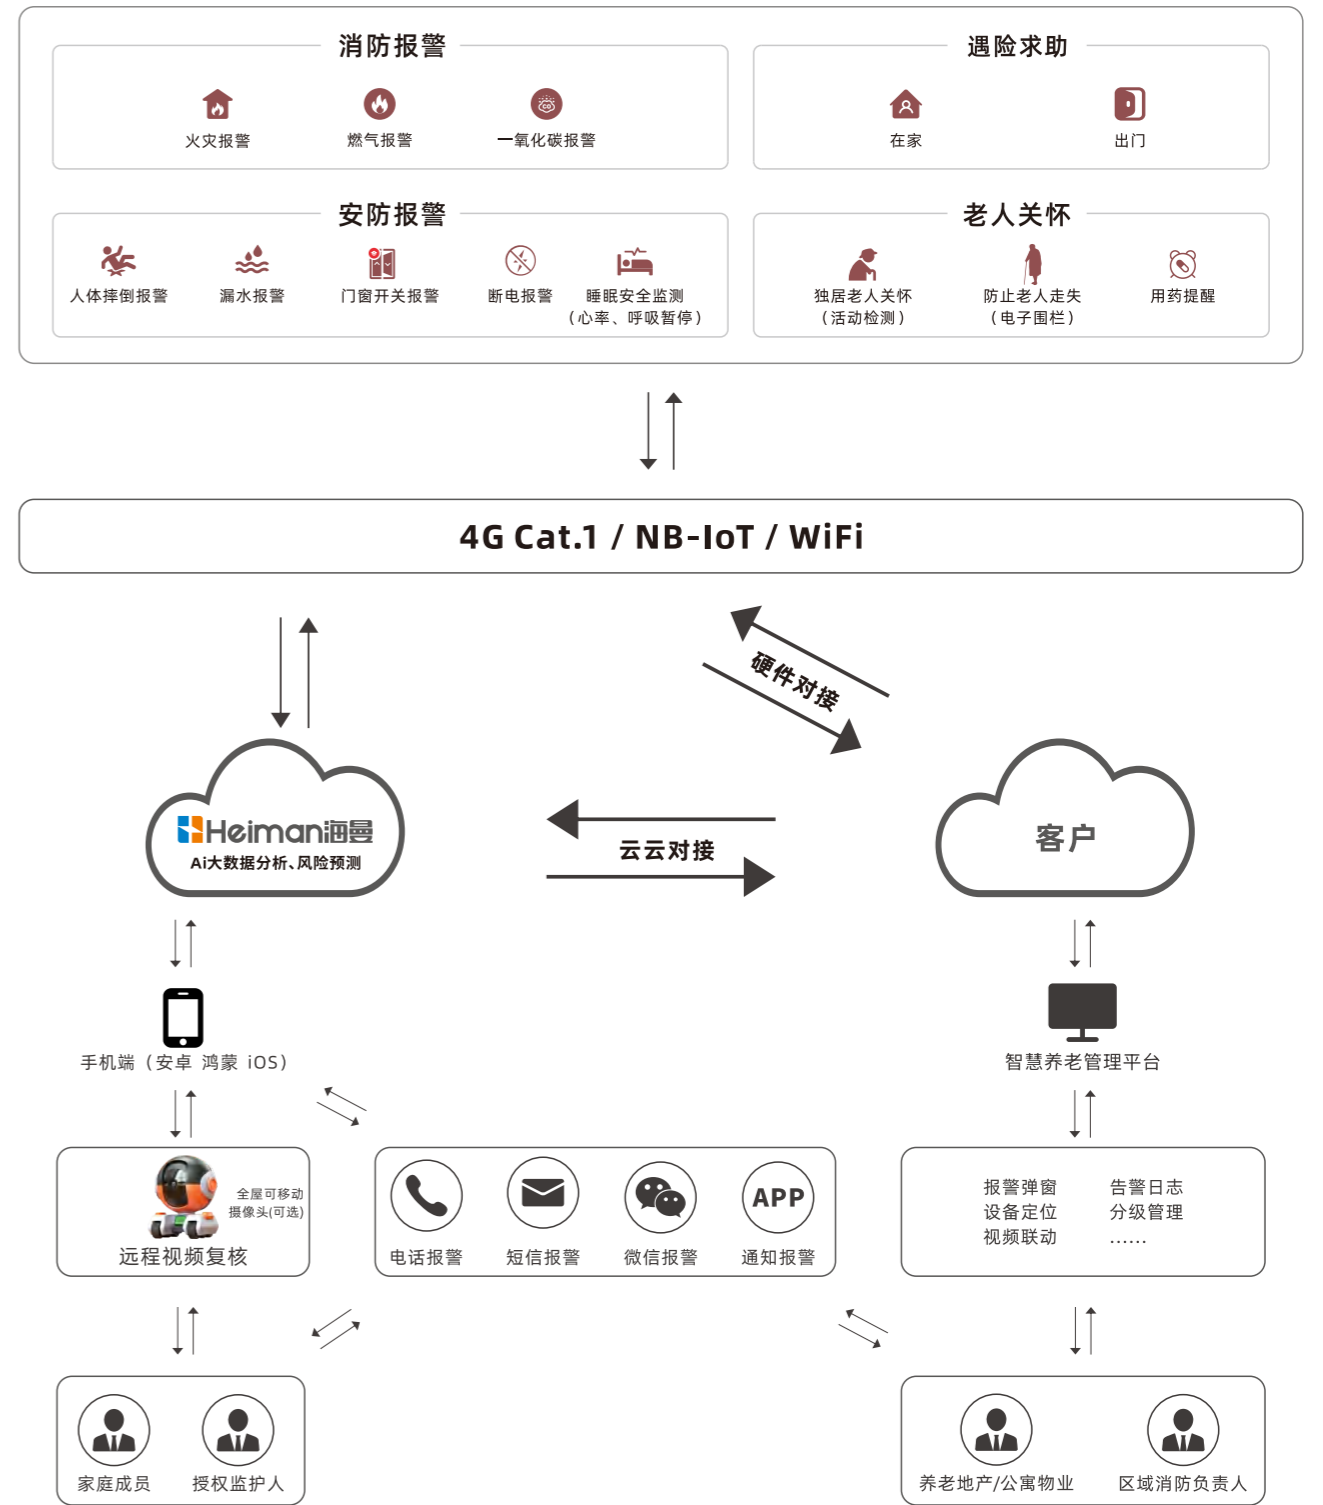 消防报警
遇险求助
火灾报警
燃气报警
一氧化碳报警
在家
出门
安防报警
老人关怀
人体摔倒报警
漏水报警
门窗开关报警
断电报警
睡眠安全监测
（心率、呼吸暂停）
独居老人关怀
（活动检测）
防止老人走失
（电子围栏）
用药提醒
4G Cat.1 / NB-IoT / WiFi
硬件对接
Heiman海曼
Ai大数据分析、风险预测
云云对接
客户
手机端（安卓 鸿蒙 iOS）
智慧养老管理平台
全屋可移动
摄像头(可选)
远程视频复核
APP
电话报警
短信报警
微信报警
通知报警
报警弹窗
告警日志
设备定位
分级管理
视频联动
......
家庭成员
授权监护人
养老地产/公寓物业
区域消防负责人